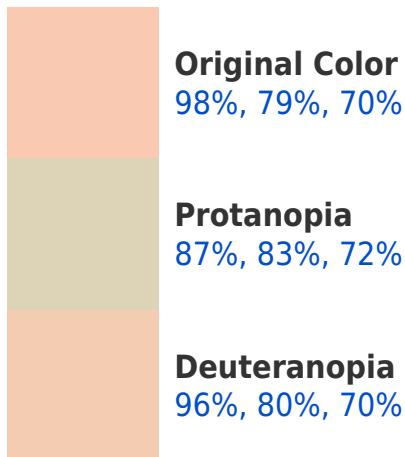 Original Color
98%, 79%, 70%
Protanopia
87%, 83%, 72%
Deuteranopia
96%, 80%, 70%